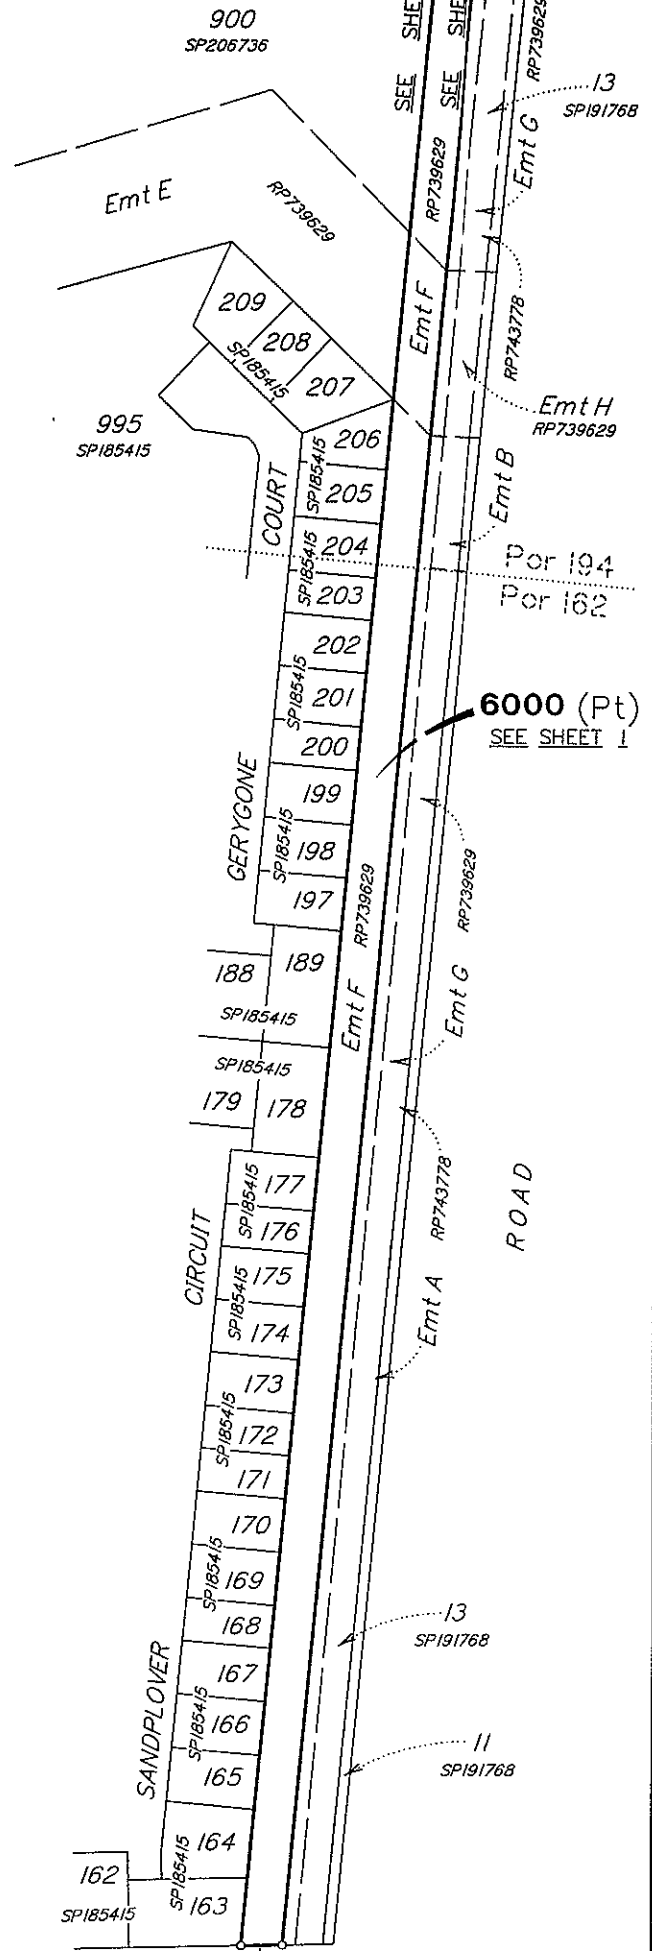 900
SP206736
SEE SHE
SEE SHE
RP739629
13
SP191768
Emt G
RP739629
Emt E
RP739629
Emt F
RP743778
209
208
SP185415
207
Emt H
RP739629
995
SP185415
206
SP185415
205
COURT
Emt B
204
SP185415
203
Por 194
Por 162
202
SP185415
201
200
6000 (Pt)
SEE SHEET 1
GERYGONE
199
SP185415
198
197
RP739629
RP739629
189
188
SP185415
Emt F
Emt G
SP185415
179
178
SP185415
177
176
RP743778
ROAD
CIRCUIT
175
SP185415
174
Emt A
173
SP185415
172
171
170
SP185415
169
168
13
SP191768
SANDPLOVER
167
SP185415
166
165
11
SP191768
164
SP185415
163
162
SP185415